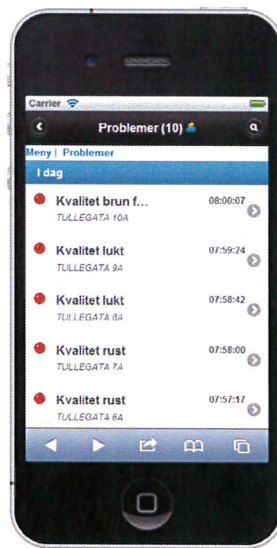 Carrier
Problemer (10)
Meny | Problemer
I dag
Kvalitet brun f... 08:00:07
TULLEGATA 10A
Kvalitet lukt 07:59:24
TULLEGATA 9A
Kvalitet lukt 07:58:42
TULLEGATA 8A
Kvalitet rust 07:58:00
TULLEGATA 7A
Kvalitet rust 07:57:17
TULLEGATA 6A